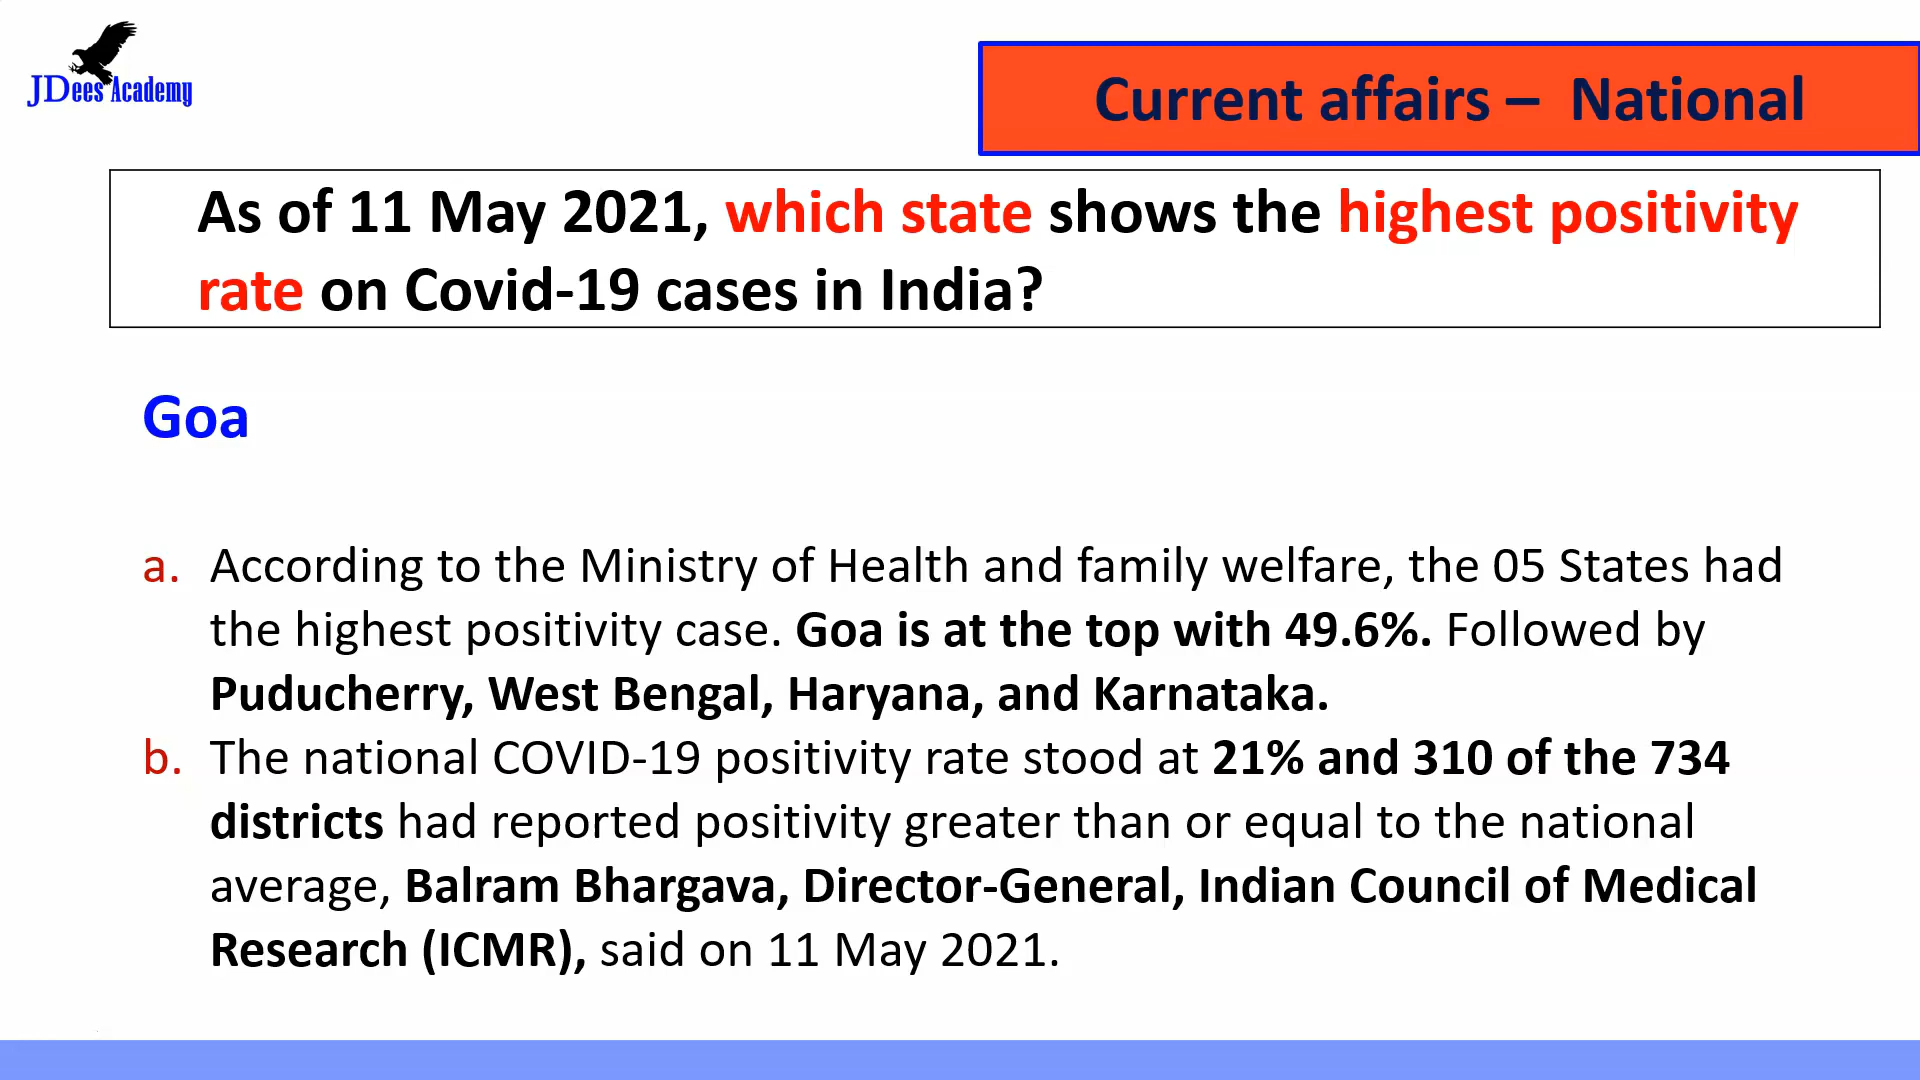 JDees Academy
Current affairs – National
As of 11 May 2021, which state shows the highest positivity
rate on Covid-19 cases in India?
Goa
a. According to the Ministry of Health and family welfare, the 05 States had
the highest positivity case. Goa is at the top with 49.6%. Followed by
Puducherry, West Bengal, Haryana, and Karnataka.
b. The national COVID-19 positivity rate stood at 21% and 310 of the 734
districts had reported positivity greater than or equal to the national
average, Balram Bhargava, Director-General, Indian Council of Medical
Research (ICMR), said on 11 May 2021.